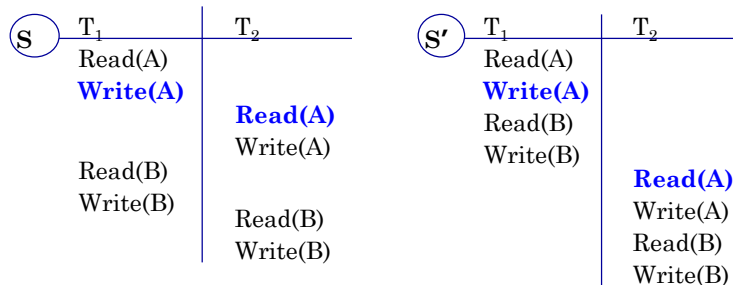 S T₁ T₂
Read(A)
Write(A)
Read(A)
Write(A)
Read(B)
Write(B)
Read(B)
Write(B)
S′ T₁ T₂
Read(A)
Write(A)
Read(B)
Write(B)
Read(A)
Write(A)
Read(B)
Write(B)